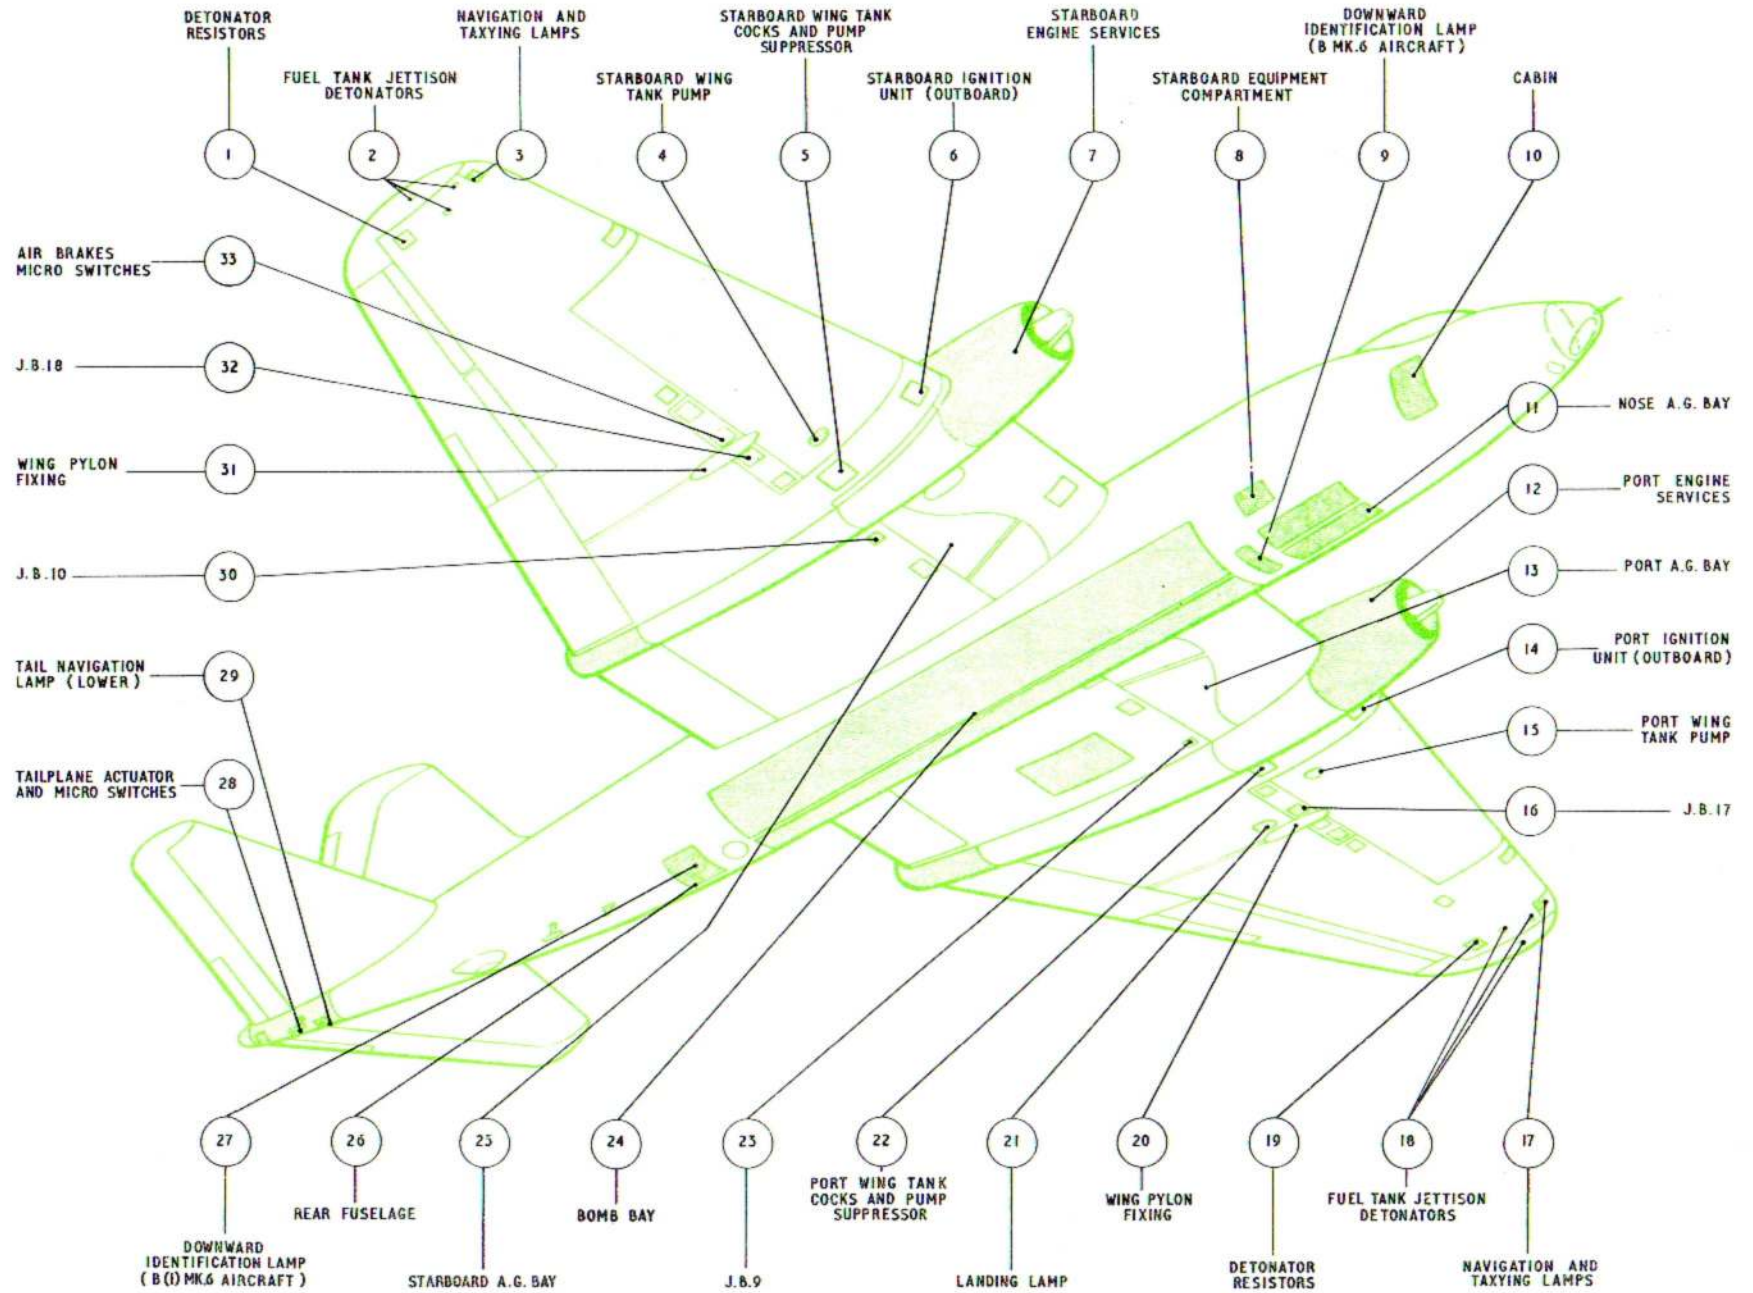 DETONATOR
RESISTORS
1
FUEL TANK JETTISON
DETONATORS
2
NAVIGATION AND
TAXYING LAMPS
3
STARBOARD WING
TANK PUMP
4
STARBOARD WING TANK
COCKS AND PUMP
SUPPRESSOR
5
STARBOARD IGNITION
UNIT (OUTBOARD)
6
STARBOARD
ENGINE SERVICES
7
STARBOARD EQUIPMENT
COMPARTMENT
8
DOWNWARD
IDENTIFICATION LAMP
(B MK.6 AIRCRAFT)
9
CABIN
10
11
NOSE A.G. BAY
12
PORT ENGINE
SERVICES
13
PORT A.G. BAY
14
PORT IGNITION
UNIT (OUTBOARD)
15
PORT WING
TANK PUMP
16
J.B.17
17
NAVIGATION AND
TAXYING LAMPS
18
FUEL TANK JETTISON
DETONATORS
19
DETONATOR
RESISTORS
20
WING PYLON
FIXING
21
LANDING LAMP
22
PORT WING TANK
COCKS AND PUMP
SUPPRESSOR
23
J.B.9
24
BOMB BAY
25
STARBOARD A.G. BAY
26
REAR FUSELAGE
27
DOWNWARD
IDENTIFICATION LAMP
(B(I)MK.6 AIRCRAFT)
TAILPLANE ACTUATOR
AND MICRO SWITCHES
28
TAIL NAVIGATION
LAMP (LOWER)
29
J.B.10
30
WING PYLON
FIXING
31
J.B.18
32
AIR BRAKES
MICRO SWITCHES
33